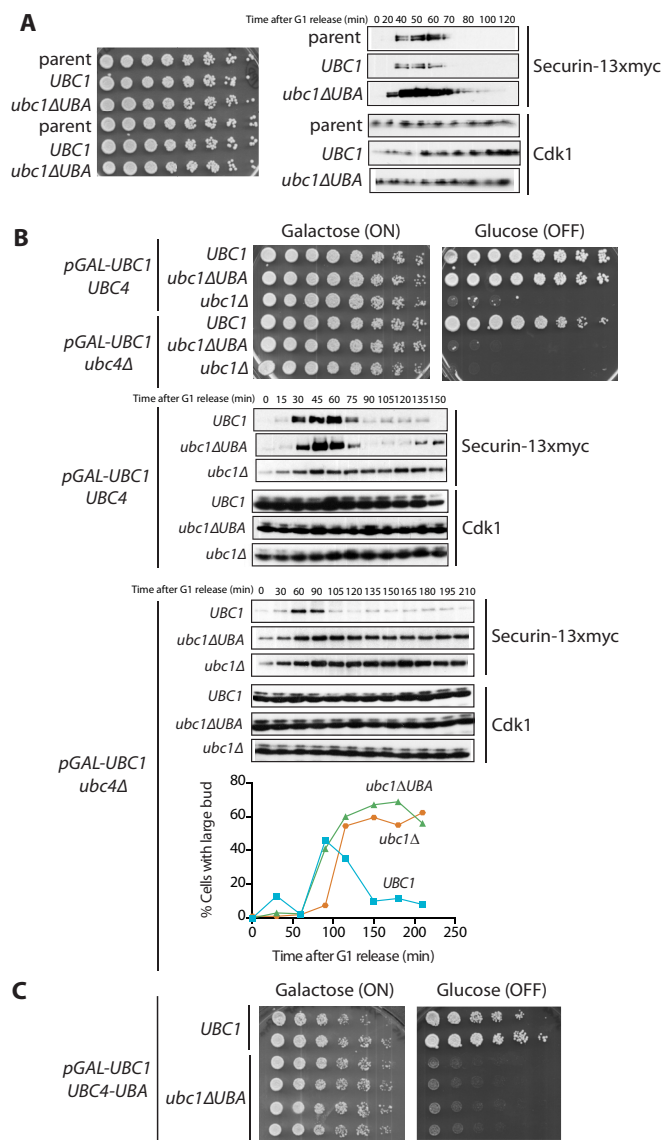 A
parent
UBC1
ubc1ΔUBA
parent
UBC1
ubc1ΔUBA
Time after G1 release (min) 0 20 40 50 60 70 80 100 120
parent
UBC1
ubc1ΔUBA
Securin-13xmyc
parent
UBC1
ubc1ΔUBA
Cdk1
B
Galactose (ON) Glucose (OFF)
pGAL-UBC1
UBC4
UBC1
ubc1ΔUBA
ubc1Δ
pGAL-UBC1
ubc4Δ
UBC1
ubc1ΔUBA
ubc1Δ
Time after G1 release (min) 0 15 30 45 60 75 90 105 120 135 150
pGAL-UBC1
UBC4
UBC1
ubc1ΔUBA
ubc1Δ
Securin-13xmyc
UBC1
ubc1ΔUBA
ubc1Δ
Cdk1
Time after G1 release (min) 0 30 60 90 105 120 135 150 165 180 195 210
UBC1
ubc1ΔUBA
ubc1Δ
Securin-13xmyc
UBC1
ubc1ΔUBA
ubc1Δ
Cdk1
pGAL-UBC1
ubc4Δ
% Cells with large bud
80
60
40
20
0
ubc1ΔUBA
ubc1Δ
UBC1
0 50 100 150 200 250
Time after G1 release (min)
C
Galactose (ON) Glucose (OFF)
pGAL-UBC1
UBC4-UBA
UBC1
ubc1ΔUBA